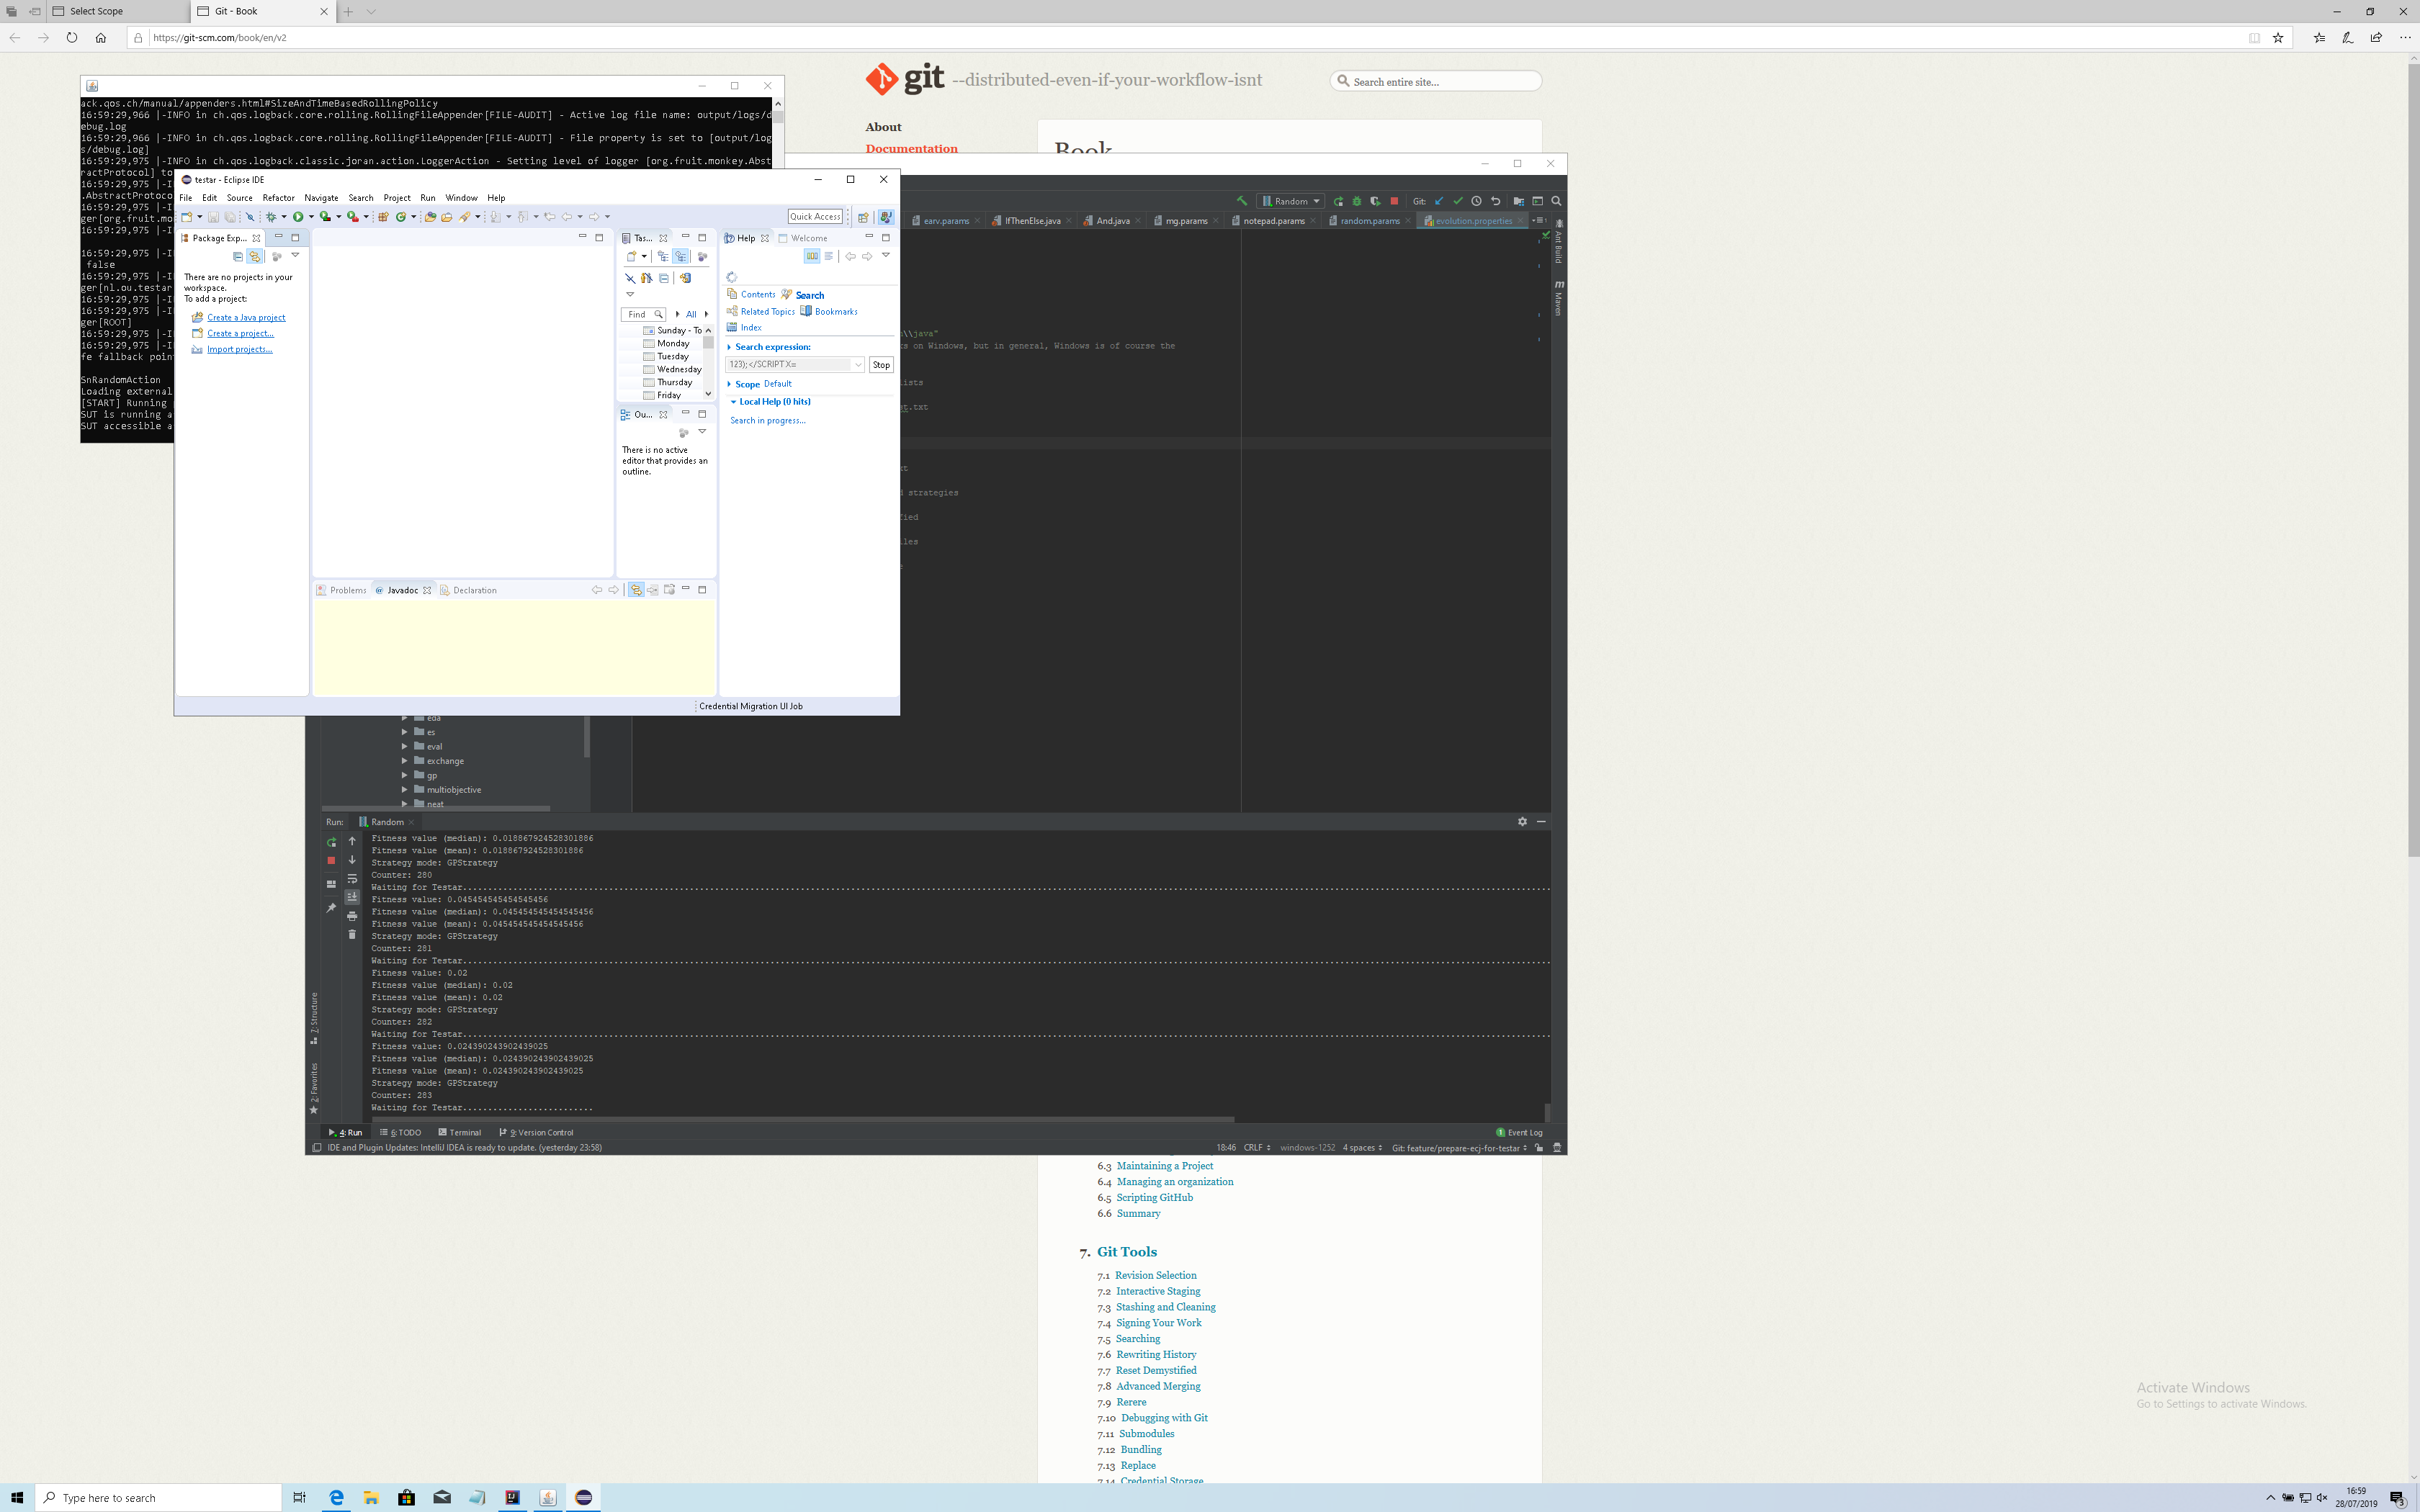 Select Scope
Git - Book
https://git-scm.com/book/en/v2
git --distributed-even-if-your-workflow-isnt
Search entire site...
About
Documentation
Book
ack.qos.ch/manual/appenders.html#SizeAndTimeBasedRollingPolicy
16:59:29,966 |-INFO in ch.qos.logback.core.rolling.RollingFileAppender[FILE-AUDIT] - Active log file name: output/logs/d
ebug.log
16:59:29,966 |-INFO in ch.qos.logback.core.rolling.RollingFileAppender[FILE-AUDIT] - File property is set to [output/log
s/debug.log]
16:59:29,975 |-INFO in ch.qos.logback.classic.joran.action.LoggerAction - Setting level of logger [org.fruit.monkey.Abst
ractProtocol] to
16:59:29,975 |-I
.AbstractProtoco
16:59:29,975 |-I
ger[org.fruit.mo
16:59:29,975 |-I
16:59:29,975 |-I
false
16:59:29,975 |-I
ger[nl.ou.testar
16:59:29,975 |-I
16:59:29,975 |-I
ger[ROOT]
16:59:29,975 |-I
16:59:29,975 |-I
fe fallback poin
SnRandomAction
Loading external
[START] Running
SUT is running a
SUT accessible a
testar - Eclipse IDE
File Edit Source Refactor Navigate Search Project Run Window Help
Quick Access
Package Exp...
There are no projects in your
workspace.
To add a project:
Create a Java project
Create a project...
Import projects...
Tas...
Find
All
Sunday - To
Monday
Tuesday
Wednesday
Thursday
Friday
Ou...
There is no active
editor that provides an
outline.
Help
Welcome
Contents
Search
Related Topics
Bookmarks
Index
Search expression:
123);</SCRIPT X=
Stop
Scope Default
Local Help (0 hits)
Search in progress...
Problems
@ Javadoc
Declaration
Credential Migration UI Job
Random
Git:
earv.params
IfThenElse.java
And.java
mg.params
notepad.params
random.params
evolution.properties
Ant Build
Maven
\\java"
ks on Windows, but in general, Windows is of course the
lists
t.txt
xt
d strategies
fied
iles
eda
es
eval
exchange
gp
multiobjective
neat
Run:
Random
Fitness value (median): 0.018867924528301886
Fitness value (mean): 0.018867924528301886
Strategy mode: GPStrategy
Counter: 280
Waiting for Testar...
Fitness value: 0.045454545454545456
Fitness value (median): 0.045454545454545456
Fitness value (mean): 0.045454545454545456
Strategy mode: GPStrategy
Counter: 281
Waiting for Testar...
Fitness value: 0.02
Fitness value (median): 0.02
Fitness value (mean): 0.02
Strategy mode: GPStrategy
Counter: 282
Waiting for Testar...
Fitness value: 0.024390243902439025
Fitness value (median): 0.024390243902439025
Fitness value (mean): 0.024390243902439025
Strategy mode: GPStrategy
Counter: 283
Waiting for Testar..........................
Z: Structure
2: Favorites
4: Run
6: TODO
Terminal
9: Version Control
1 Event Log
IDE and Plugin Updates: IntelliJ IDEA is ready to update. (yesterday 23:58)
18:46 CRLF windows-1252 4 spaces Git: feature/prepare-ecj-for-testar
6.3 Maintaining a Project
6.4 Managing an organization
6.5 Scripting GitHub
6.6 Summary
7. Git Tools
7.1 Revision Selection
7.2 Interactive Staging
7.3 Stashing and Cleaning
7.4 Signing Your Work
7.5 Searching
7.6 Rewriting History
7.7 Reset Demystified
7.8 Advanced Merging
7.9 Rerere
7.10 Debugging with Git
7.11 Submodules
7.12 Bundling
7.13 Replace
7.14 Credential Storage
Activate Windows
Go to Settings to activate Windows.
Type here to search
16:59
28/07/2019
3